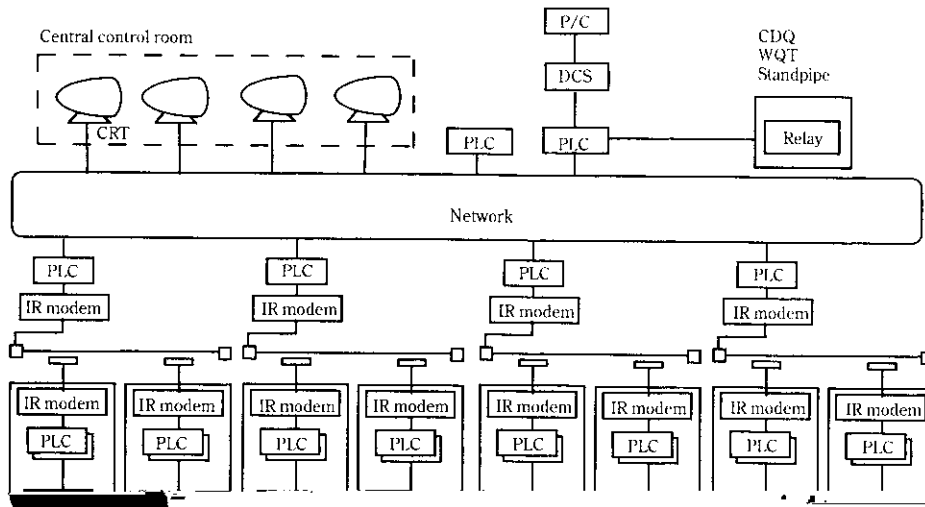 P/C
Central control room
CDQ
WQT
Standpipe
DCS
CRT
PLC
PLC
Relay
Network
PLC
PLC
PLC
PLC
IR modem
IR modem
IR modem
IR modem
IR modem
IR modem
IR modem
IR modem
IR modem
IR modem
IR modem
IR modem
PLC
PLC
PLC
PLC
PLC
PLC
PLC
PLC